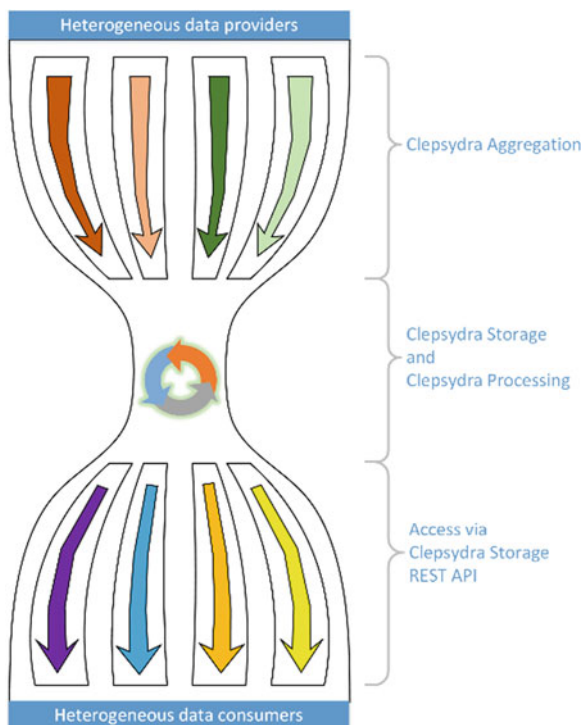 Heterogeneous data providers
Clepsydra Aggregation
Clepsydra Storage
and
Clepsydra Processing
Access via
Clepsydra Storage
REST API
Heterogeneous data consumers